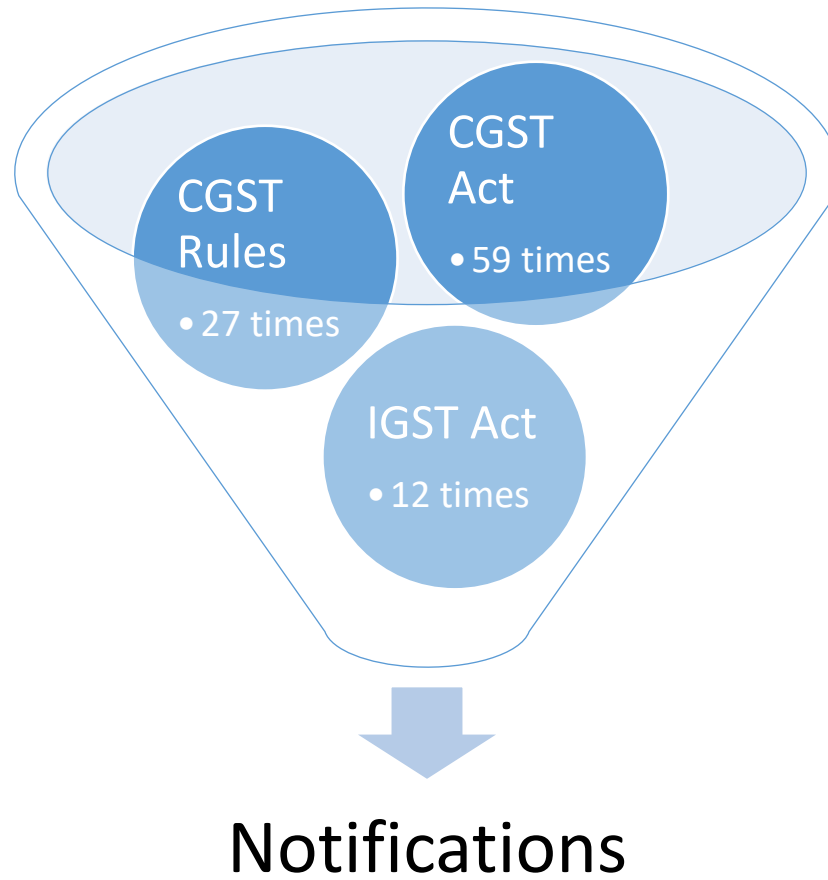 CGST
Rules
• 27 times
CGST
Act
• 59 times
IGST Act
• 12 times
Notifications